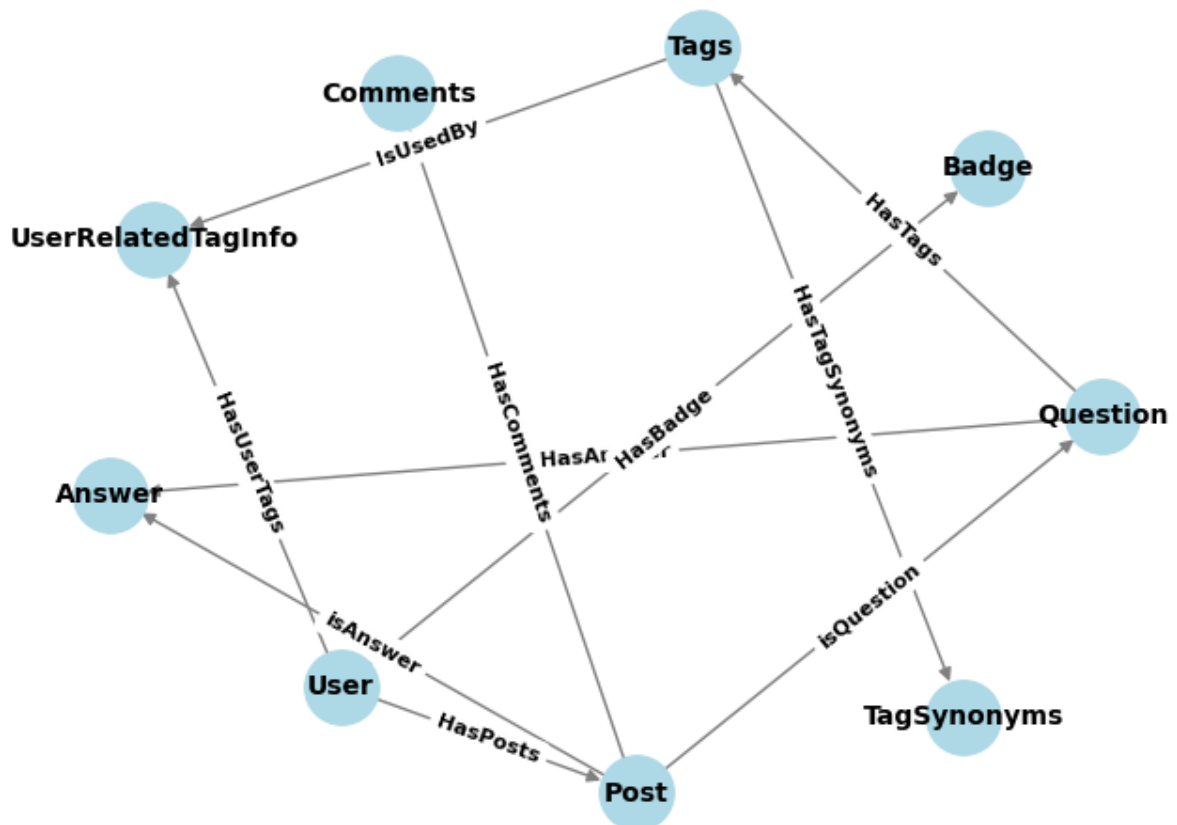 Tags
Comments
IsUsedBy
Badge
HasTags
UserRelatedTagInfo
HasTagSynonyms
HasComments
HasBadge
Question
HasUserTags
Answer
isAnswer
isQuestion
User
HasPosts
TagSynonyms
Post